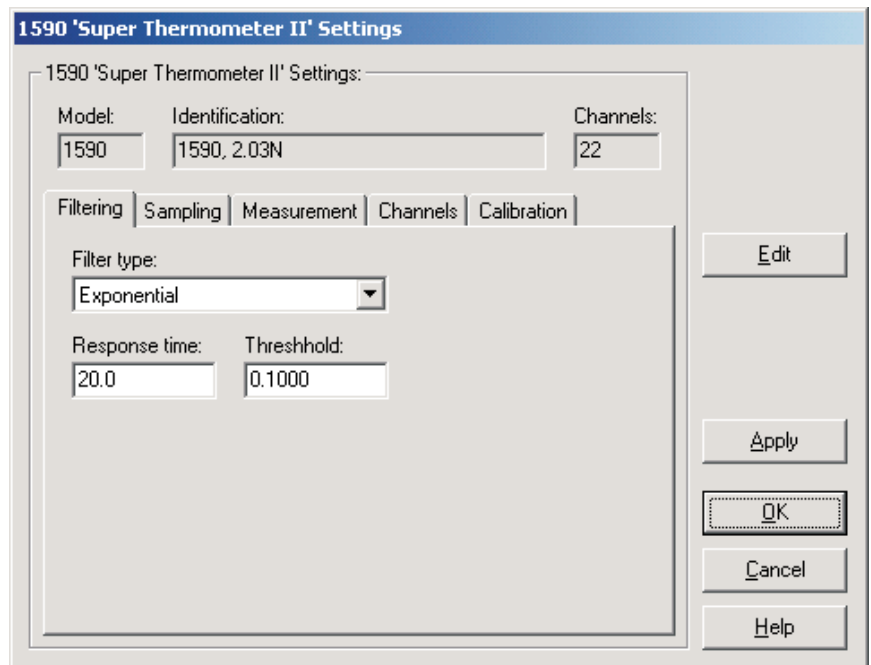 1590 'Super Thermometer II' Settings
1590 'Super Thermometer II' Settings:
Model: Identification: Channels:
1590 1590, 2.03N 22
Filtering Sampling Measurement Channels Calibration
Filter type:
Exponential
Response time: Threshhold:
20.0 0.1000
Edit
Apply
OK
Cancel
Help